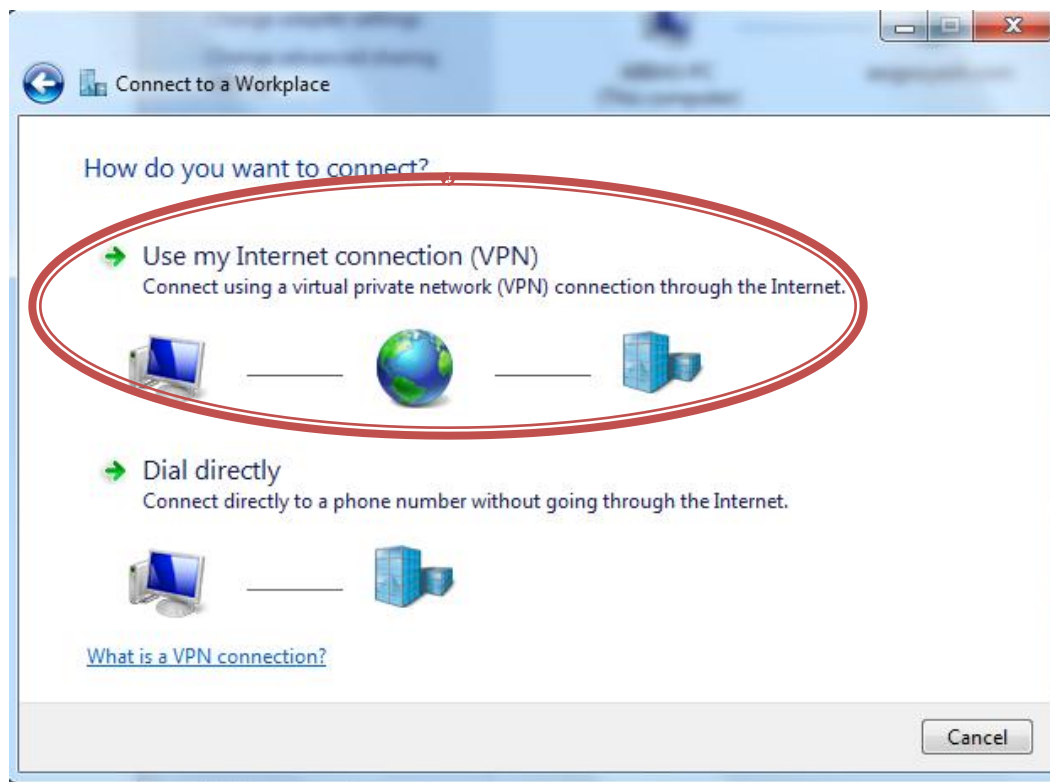 Connect to a Workplace
How do you want to connect?
Use my Internet connection (VPN)
Connect using a virtual private network (VPN) connection through the Internet.
Dial directly
Connect directly to a phone number without going through the Internet.
What is a VPN connection?
Cancel